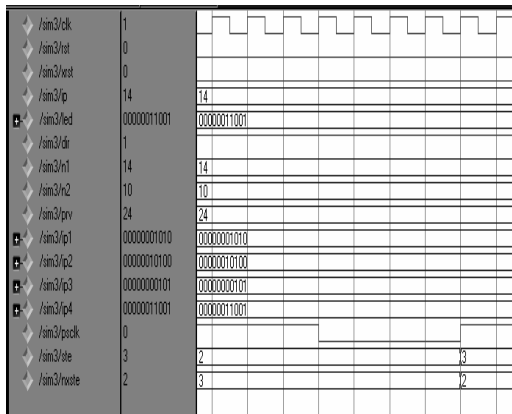 /sim3/clk 1
/sim3/rst 0
/sim3/xrst 0
/sim3/ip 14 14
/sim3/led 00000011001 00000011001
/sim3/dir 1
/sim3/n1 14 14
/sim3/n2 10 10
/sim3/prv 24 24
/sim3/ip1 00000001010 00000001010
/sim3/ip2 00000010100 00000010100
/sim3/ip3 00000000101 00000000101
/sim3/ip4 00000011001 00000011001
/sim3/psclk 0
/sim3/ste 3 2 3
/sim3/nxste 2 3 2